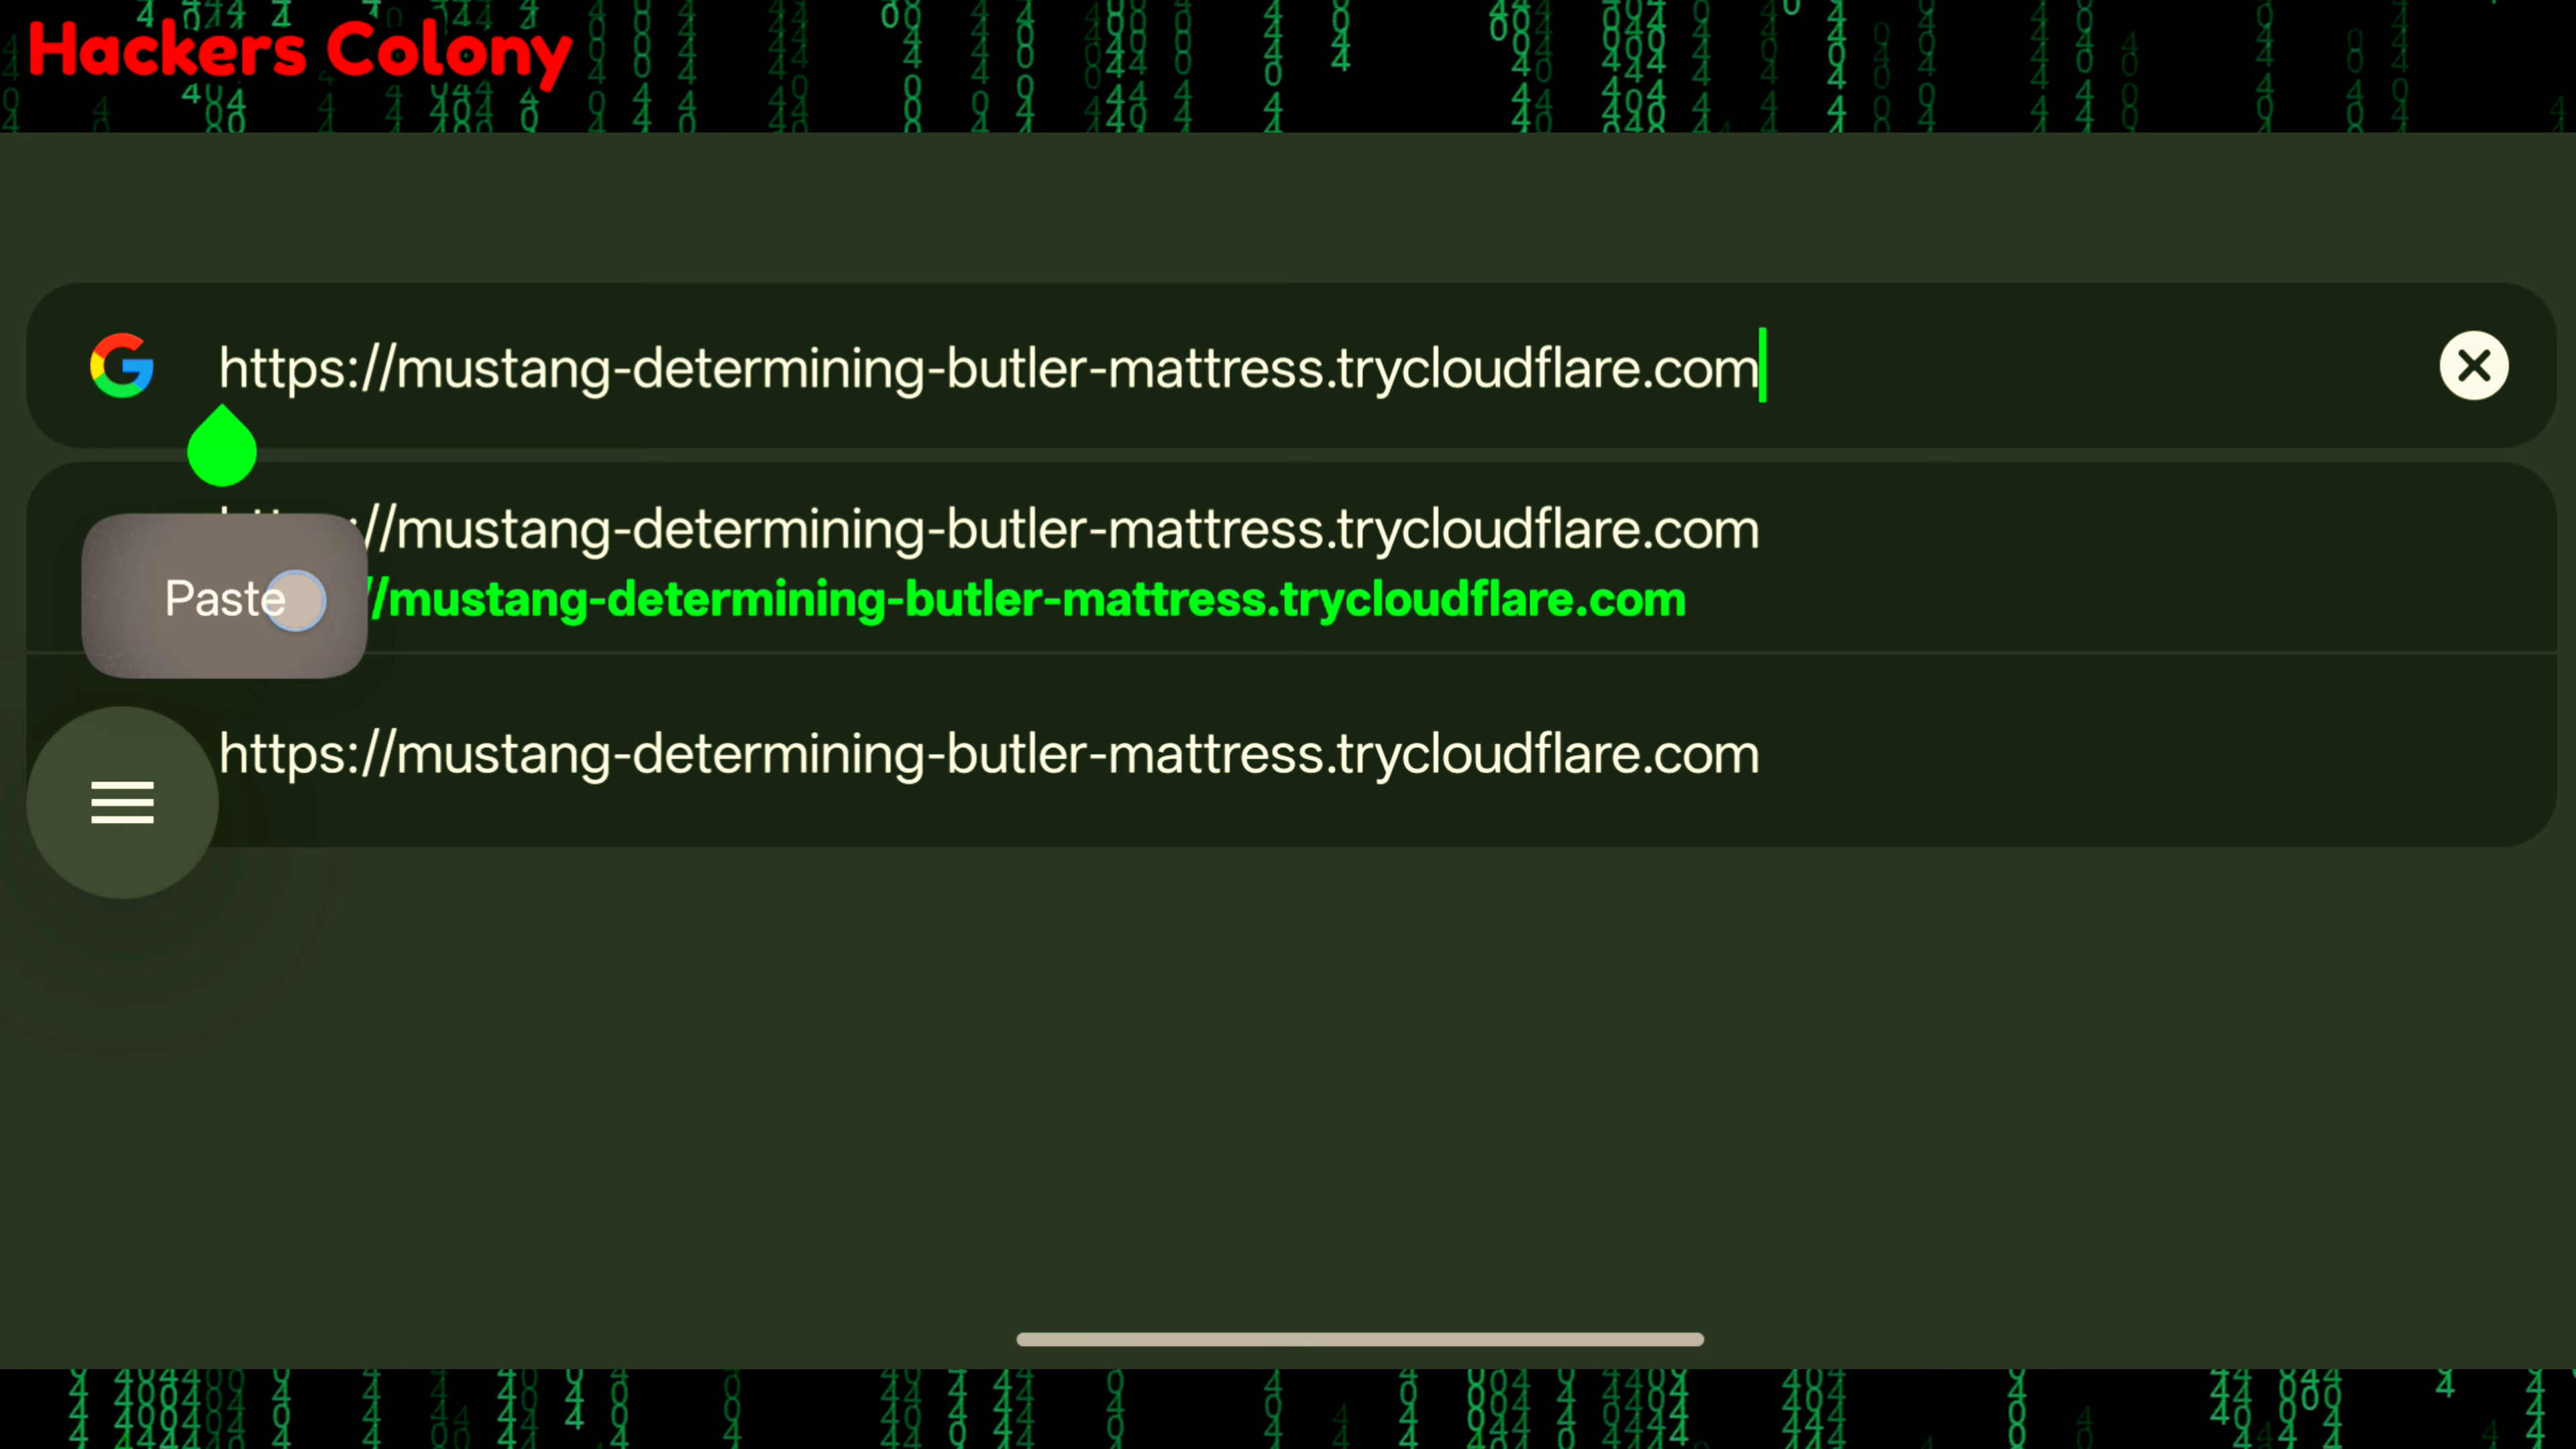 Hackers Colony
https://mustang-determining-butler-mattress.trycloudflare.com
://mustang-determining-butler-mattress.trycloudflare.com
Paste
//mustang-determining-butler-mattress.trycloudflare.com
https://mustang-determining-butler-mattress.trycloudflare.com